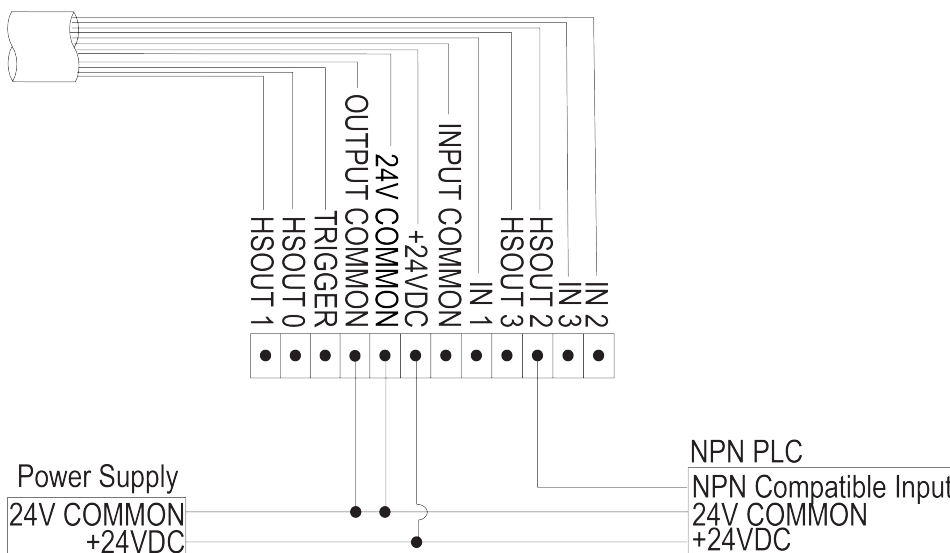 HSOUT 1
HSOUT 0
TRIGGER
OUTPUT COMMON
24V COMMON
+24VDC
INPUT COMMON
IN 1
HSOUT 3
HSOUT 2
IN 3
IN 2
Power Supply
24V COMMON
+24VDC
NPN PLC
NPN Compatible Input
24V COMMON
+24VDC